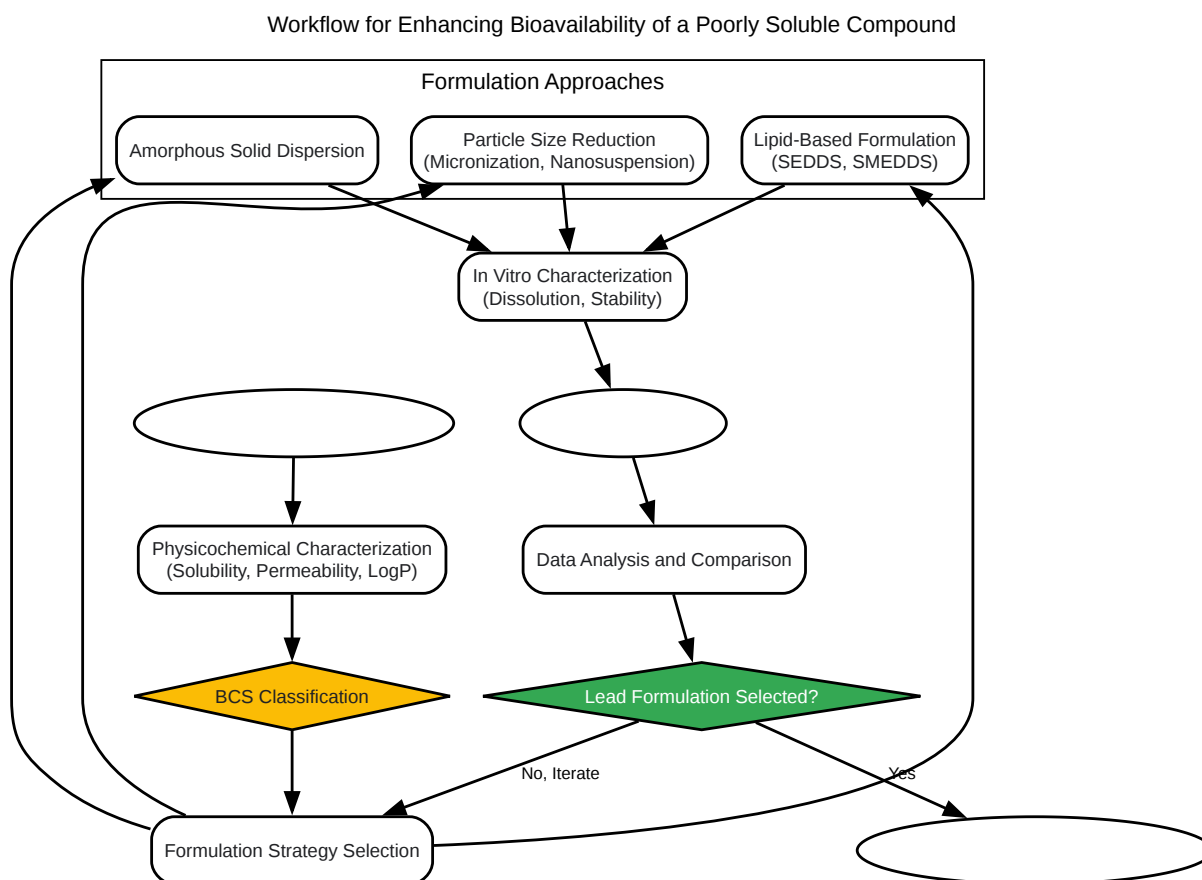 Workflow for Enhancing Bioavailability of a Poorly Soluble Compound
Formulation Approaches
Amorphous Solid Dispersion
Particle Size Reduction
(Micronization, Nanosuspension)
Lipid-Based Formulation
(SEDDS, SMEDDS)
In Vitro Characterization
(Dissolution, Stability)
Physicochemical Characterization
(Solubility, Permeability, LogP)
Data Analysis and Comparison
BCS Classification
Lead Formulation Selected?
No, Iterate
Yes
Formulation Strategy Selection